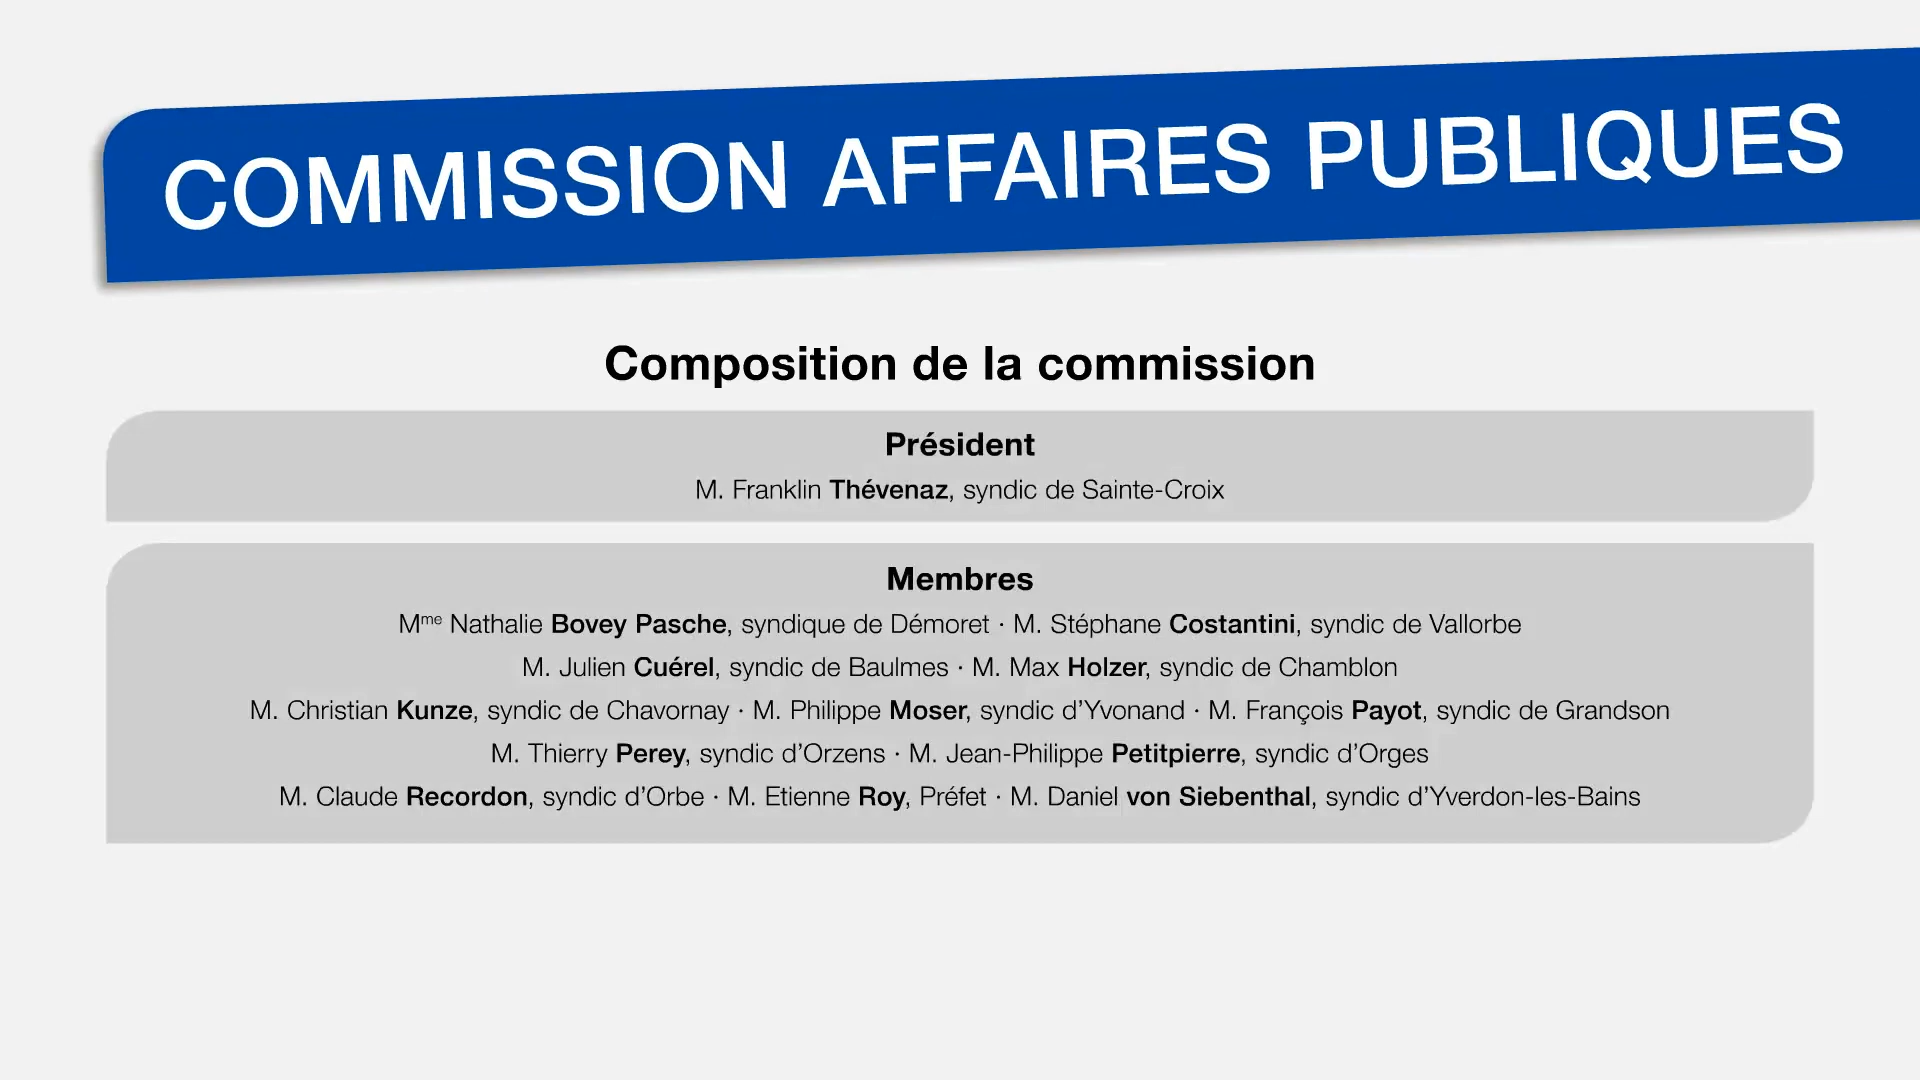 COMMISSION AFFAIRES PUBLIQUES
Composition de la commission
Président
M. Franklin Thévenaz, syndic de Sainte-Croix
Membres
Mme Nathalie Bovey Pasche, syndique de Démoret · M. Stéphane Costantini, syndic de Vallorbe
M. Julien Cuérel, syndic de Baulmes · M. Max Holzer, syndic de Chamblon
M. Christian Kunze, syndic de Chavornay · M. Philippe Moser, syndic d’Yvonand · M. François Payot, syndic de Grandson
M. Thierry Perey, syndic d’Orzens · M. Jean-Philippe Petitpierre, syndic d’Orges
M. Claude Recordon, syndic d’Orbe · M. Etienne Roy, Préfet · M. Daniel von Siebenthal, syndic d’Yverdon-les-Bains